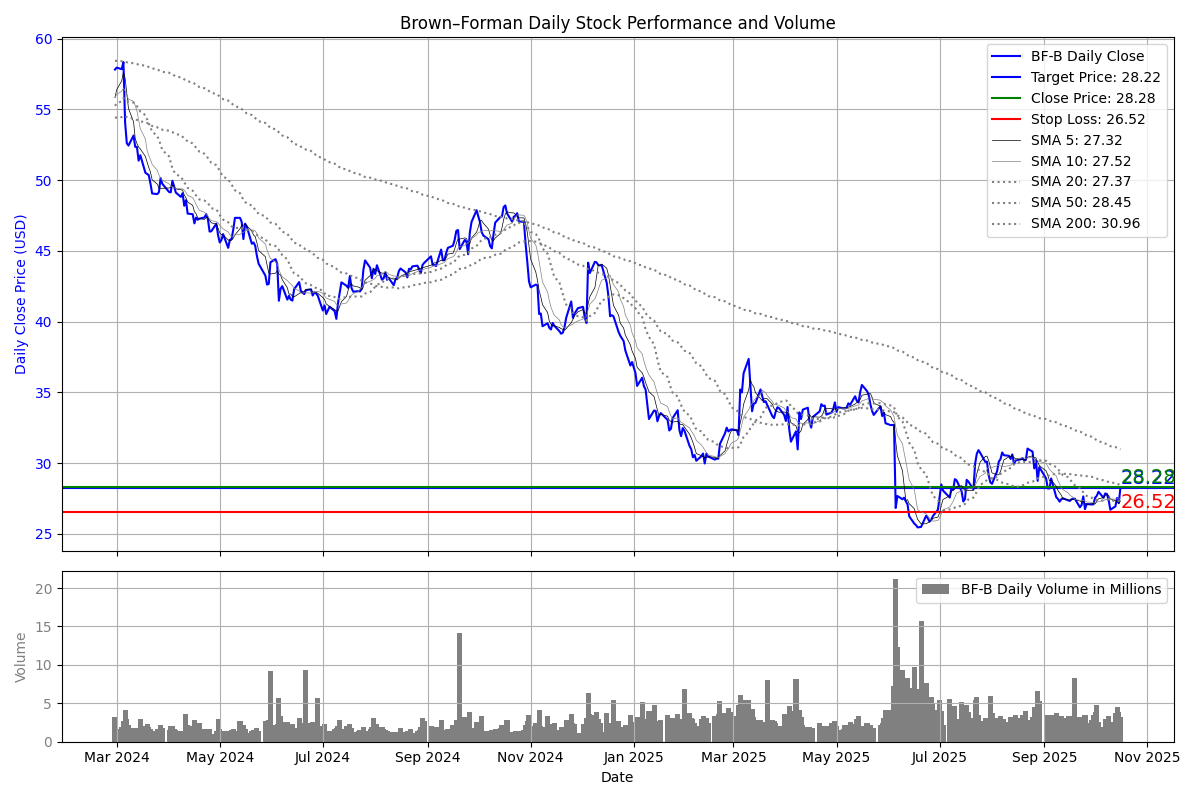 Brown–Forman Daily Stock Performance and Volume
60
55
50
45
40
35
30
25
Daily Close Price (USD)
BF-B Daily Close
Target Price: 28.22
Close Price: 28.28
Stop Loss: 26.52
SMA 5: 27.32
SMA 10: 27.52
SMA 20: 27.37
SMA 50: 28.45
SMA 200: 30.96
28.22
28.28
26.52
20
15
10
5
0
Volume
BF-B Daily Volume in Millions
Mar 2024
May 2024
Jul 2024
Sep 2024
Nov 2024
Jan 2025
Mar 2025
May 2025
Jul 2025
Sep 2025
Nov 2025
Date